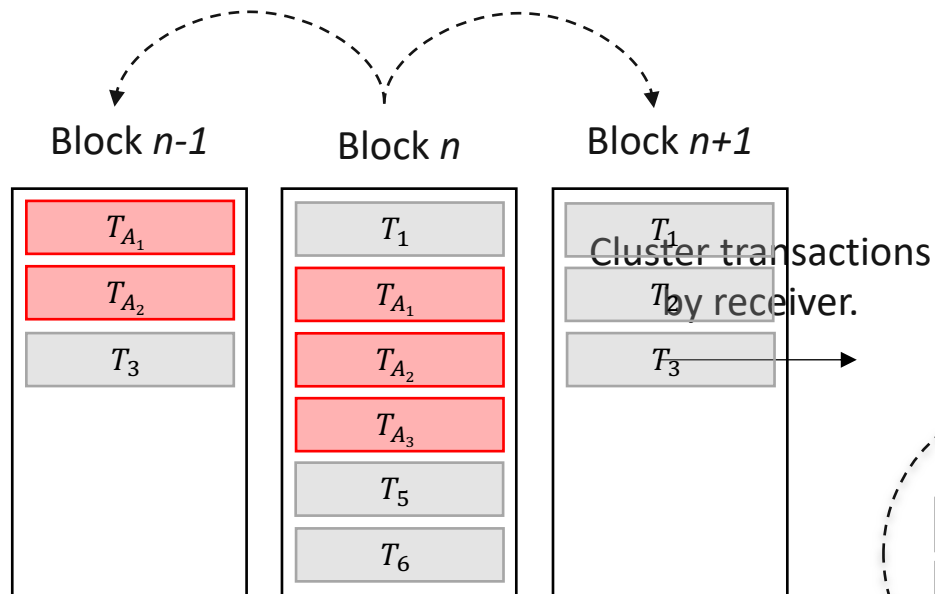 Block n-1
Block n
Block n+1
T_{A_1}
T_{A_2}
T_3
T_1
T_{A_1}
T_{A_2}
T_{A_3}
T_5
T_6
T_1
T_2
T_3
Cluster transactions
by receiver.